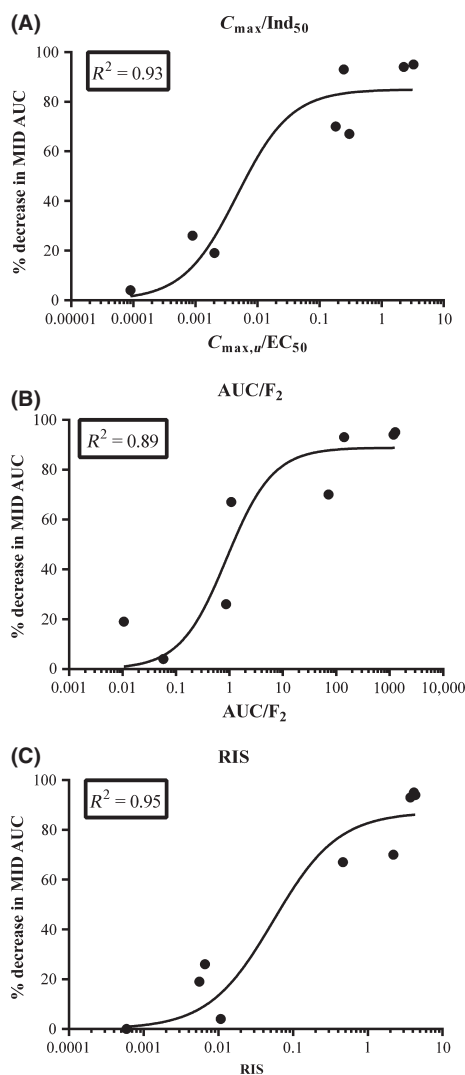 (A)
Cmax/Ind50
R2 = 0.93
% decrease in MID AUC
100
80
60
40
20
0
0.00001 0.0001 0.001 0.01 0.1 1 10
Cmax,u/EC50
(B)
AUC/F2
R2 = 0.89
% decrease in MID AUC
100
80
60
40
20
0
0.001 0.01 0.1 1 10 100 1000 10,000
AUC/F2
(C)
RIS
R2 = 0.95
% decrease in MID AUC
100
80
60
40
20
0
0.0001 0.001 0.01 0.1 1 10
RIS